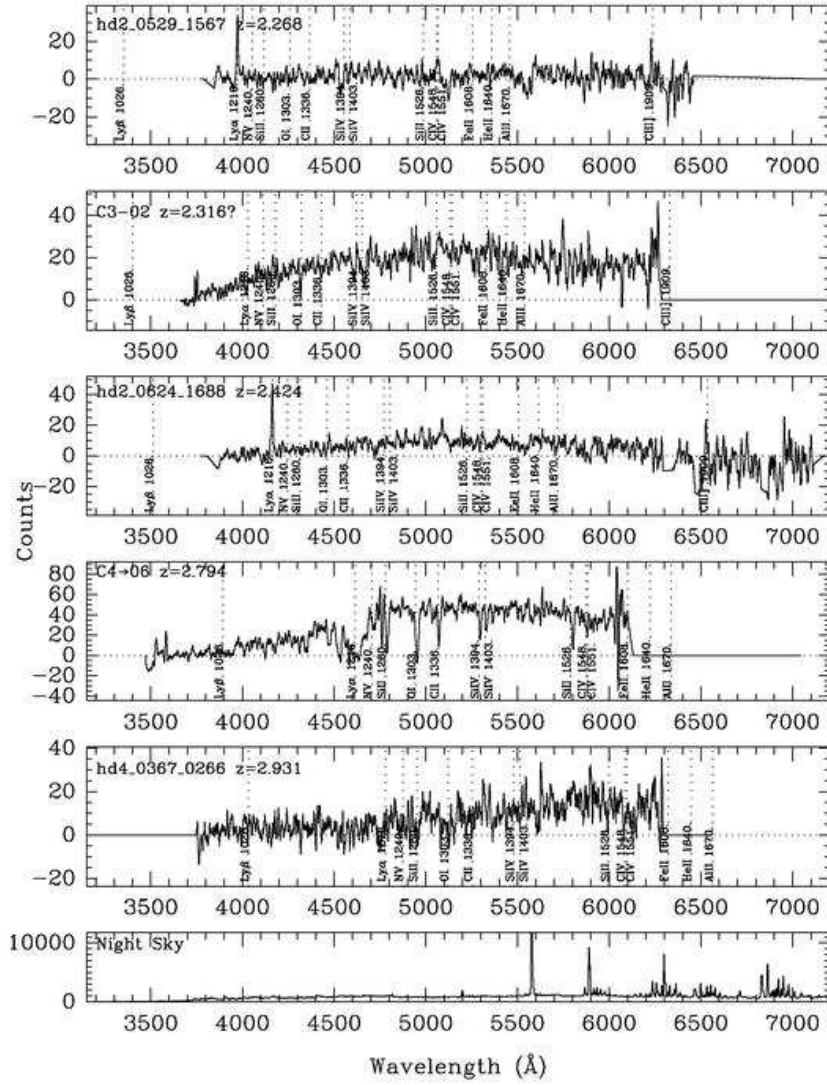 hd2_0529_1567 z=2.268
20
0
−20
Lyβ 1026.
Lyα 1216.
NV 1240.
SiII 1260.
OI 1303.
CII 1336.
SiIV 1394.
SiIV 1403.
SiII 1526.
CIV 1548.
CIV 1551.
FeII 1608.
HeII 1640.
AlII 1670.
CIII] 1909.
3500 4000 4500 5000 5500 6000 6500 7000
C3-02 z=2.316?
40
20
0
Lyβ 1026.
Lyα 1216.
NV 1240.
SiII 1260.
OI 1303.
CII 1336.
SiIV 1394.
SiIV 1403.
SiII 1526.
CIV 1548.
CIV 1551.
FeII 1608.
HeII 1640.
AlII 1670.
CIII] 1909.
3500 4000 4500 5000 5500 6000 6500 7000
hd2_0624_1688 z=2.424
40
20
0
−20
Lyβ 1026.
Lyα 1216.
NV 1240.
SiII 1260.
OI 1303.
CII 1336.
SiIV 1394.
SiIV 1403.
SiII 1526.
CIV 1548.
CIV 1551.
FeII 1608.
HeII 1640.
AlII 1670.
CIII] 1909.
3500 4000 4500 5000 5500 6000 6500 7000
Counts
C4→06 z=2.794
80
60
40
20
0
−20
−40
Lyβ 1026.
Lyα 1216.
NV 1240.
SiII 1260.
OI 1303.
CII 1336.
SiIV 1394.
SiIV 1403.
SiII 1526.
CIV 1548.
CIV 1551.
FeII 1608.
HeII 1640.
AlII 1670.
3500 4000 4500 5000 5500 6000 6500 7000
hd4_0367_0266 z=2.931
40
20
0
−20
Lyβ 1026.
Lyα 1216.
NV 1240.
SiII 1260.
OI 1303.
CII 1336.
SiIV 1394.
SiIV 1403.
SiII 1526.
CIV 1548.
CIV 1551.
FeII 1608.
HeII 1640.
AlII 1670.
3500 4000 4500 5000 5500 6000 6500 7000
Night Sky
10000
0
3500 4000 4500 5000 5500 6000 6500 7000
Wavelength (Å)